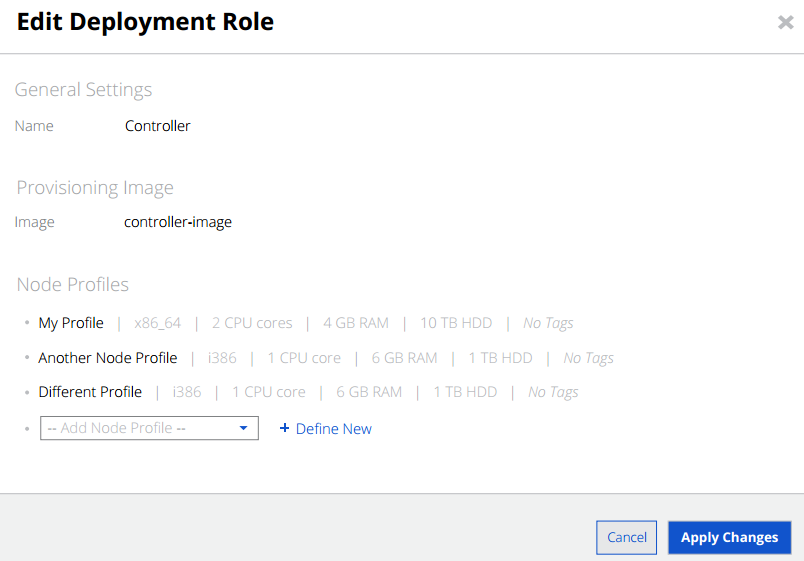 Edit Deployment Role
General Settings
Name Controller
Provisioning Image
Image controller-image
Node Profiles
• My Profile | x86_64 | 2 CPU cores | 4 GB RAM | 10 TB HDD | No Tags
• Another Node Profile | i386 | 1 CPU core | 6 GB RAM | 1 TB HDD | No Tags
• Different Profile | i386 | 1 CPU core | 6 GB RAM | 1 TB HDD | No Tags
• -- Add Node Profile -- + Define New
Cancel Apply Changes